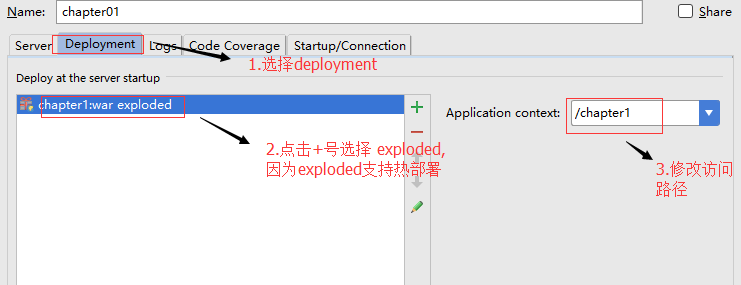 Name: chapter01 Share
Server Deployment Logs Code Coverage Startup/Connection
1.选择deployment
Deploy at the server startup
chapter1:war exploded
Application context: /chapter1
2.点击+号选择 exploded,
因为exploded支持热部署
3.修改访问
路径